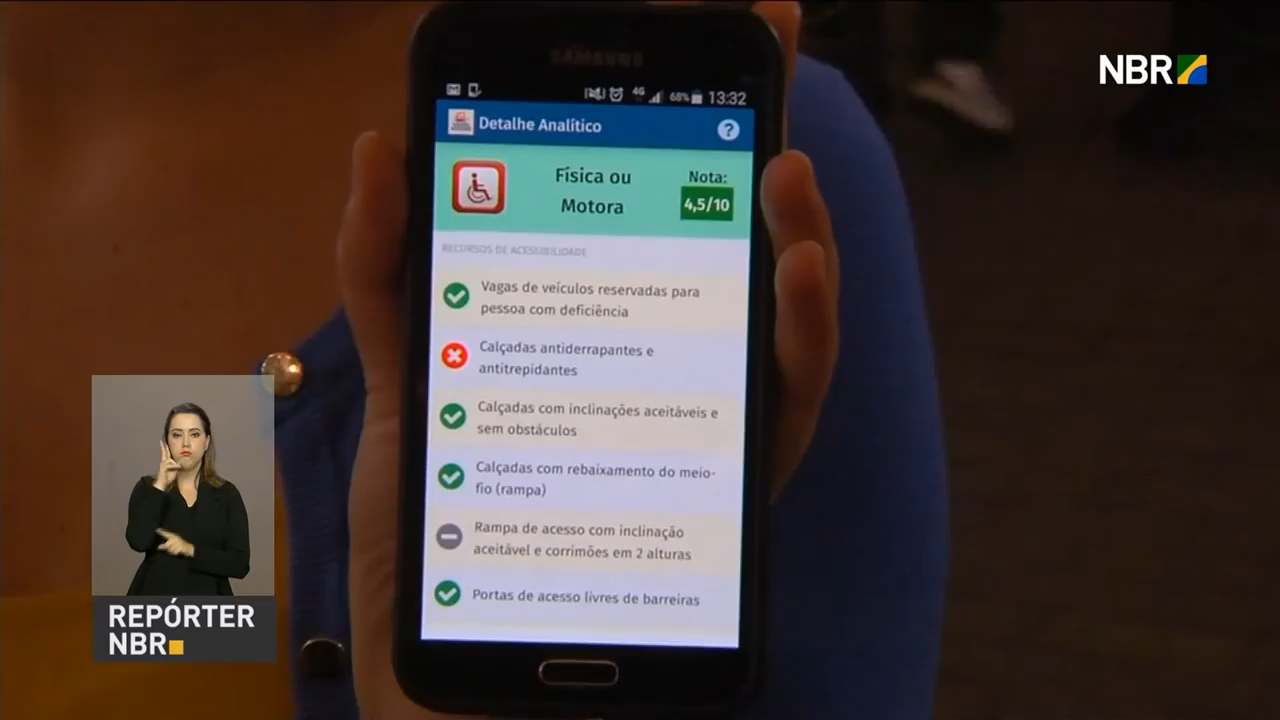 SAMSUNG
4G 68% 13:32
Detalhe Analítico ?
Física ou
Motora
Nota:
4,5/10
RECURSOS DE ACESSIBILIDADE
Vagas de veículos reservadas para
pessoa com deficiência
Calçadas antiderrapantes e
antitrepidantes
Calçadas com inclinações aceitáveis e
sem obstáculos
Calçadas com rebaixamento do meio-
fio (rampa)
Rampa de acesso com inclinação
aceitável e corrimões em 2 alturas
Portas de acesso livres de barreiras
NBR
REPÓRTER
NBR